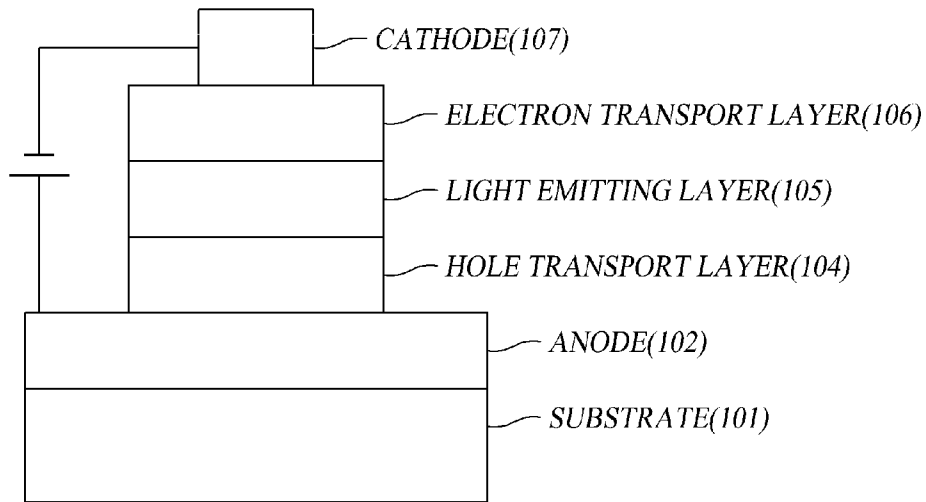 CATHODE(107)
ELECTRON TRANSPORT LAYER(106)
LIGHT EMITTING LAYER(105)
HOLE TRANSPORT LAYER(104)
ANODE(102)
SUBSTRATE(101)